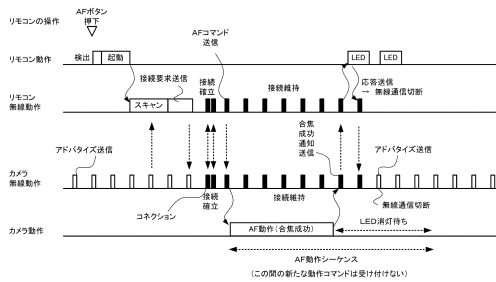 リモコンの操作
AFボタン
押下
AFコマンド
送信
リモコン動作
検出
起動
LED
LED
接続要求送信
接続
確立
接続維持
応答送信
→ 無線通信切断
リモコン
無線動作
スキャン
合焦
成功
通知
送信
アドバタイズ送信
アドバタイズ送信
カメラ
無線動作
コネクション
接続
確立
接続維持
無線通信切断
カメラ動作
AF動作(合焦成功)
LED消灯待ち
AF動作シーケンス
(この間の新たな動作コマンドは受け付けない)